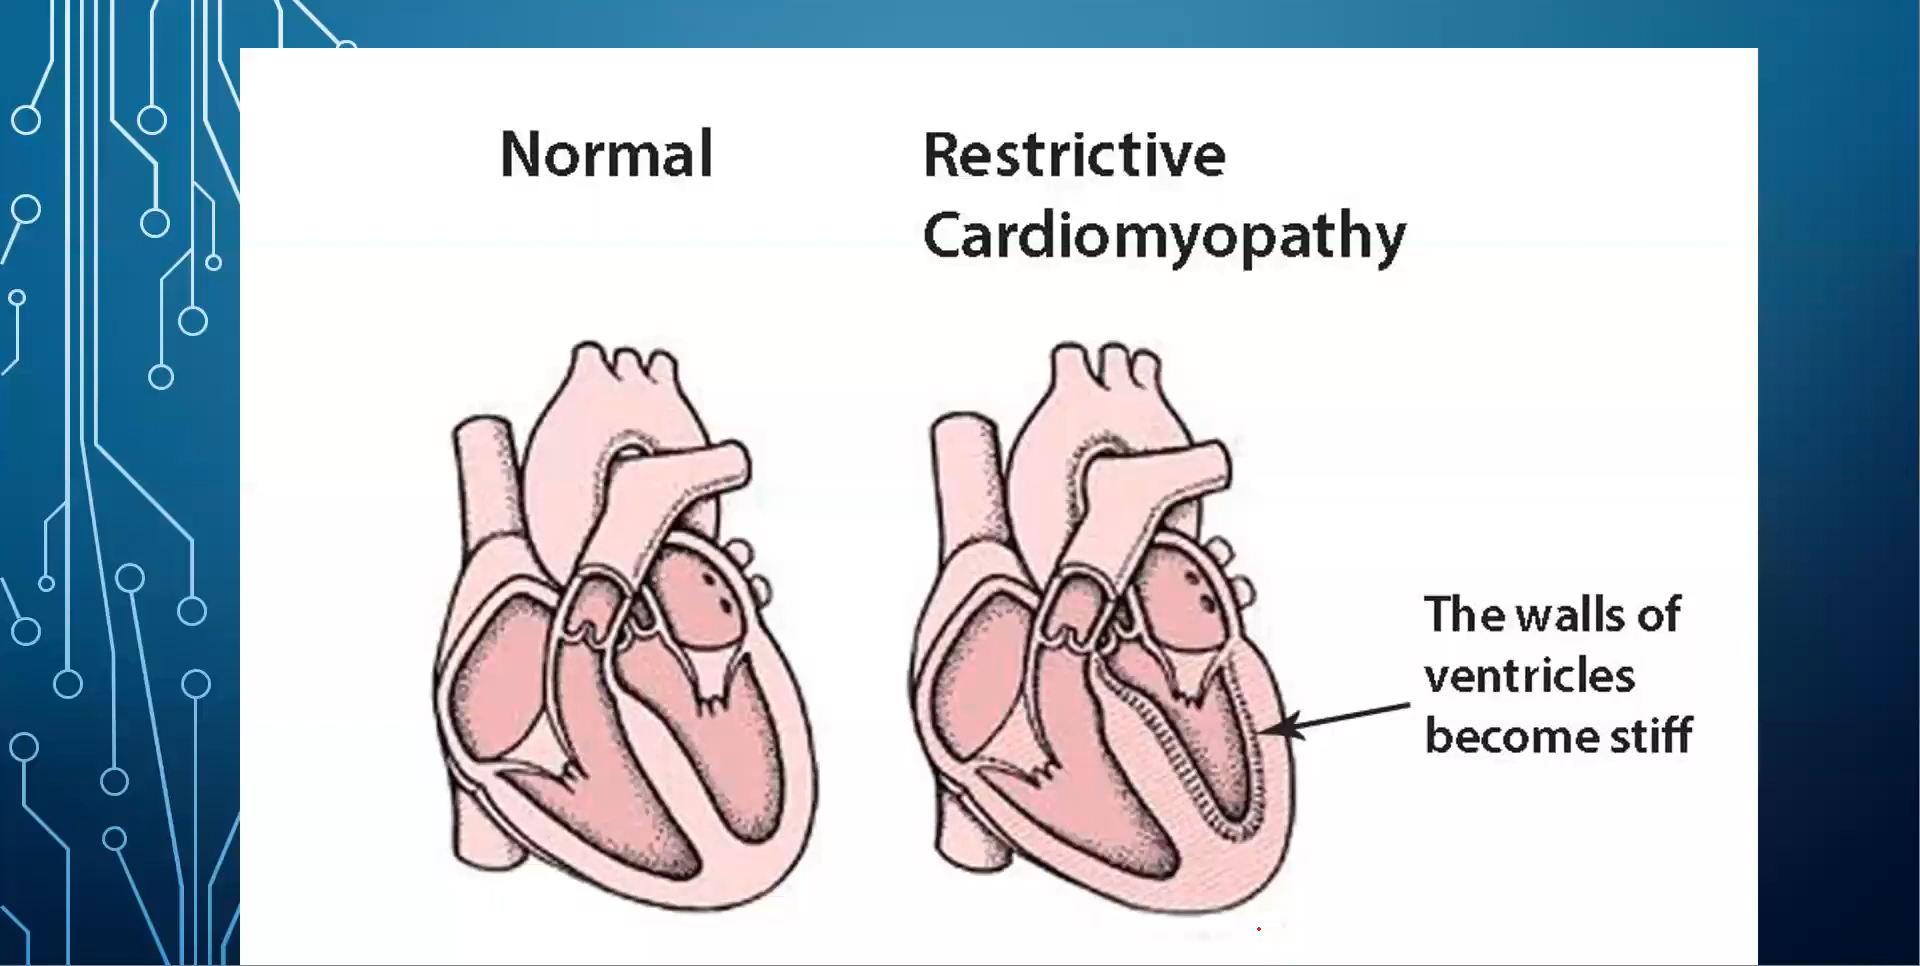 Normal
Restrictive
Cardiomyopathy
The walls of
ventricles
become stiff